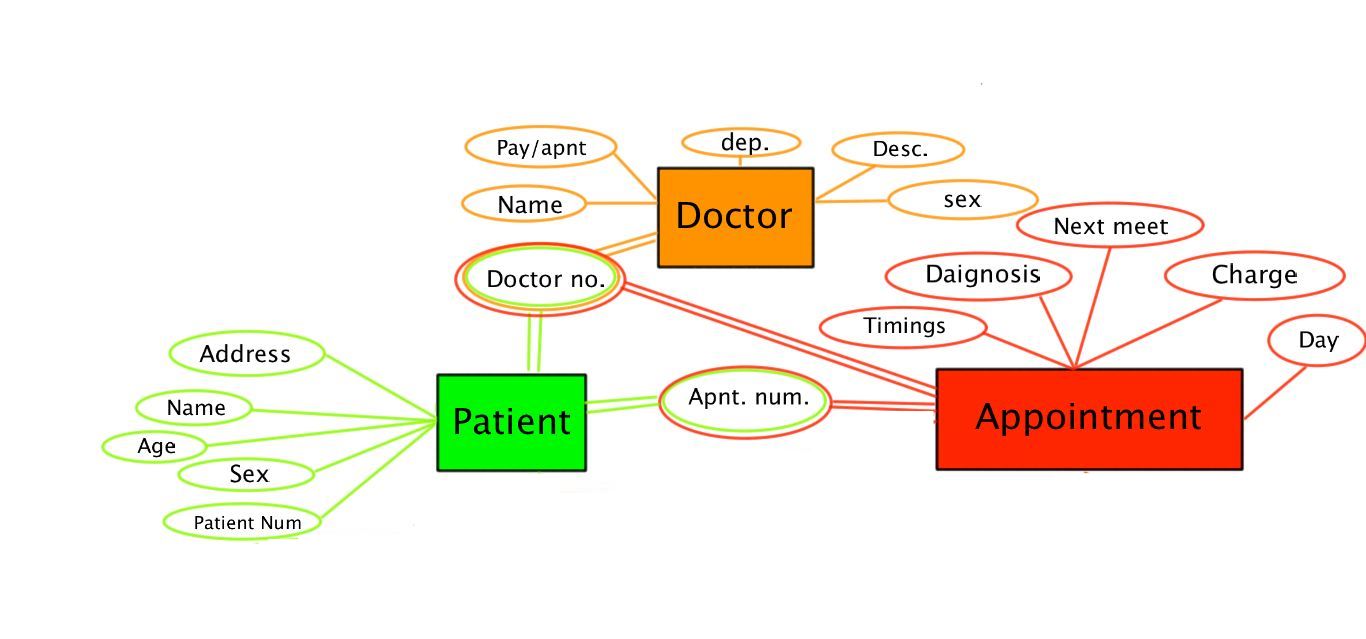 Pay/apnt
dep.
Desc.
Name
Doctor
sex
Next meet
Doctor no.
Daignosis
Charge
Timings
Day
Address
Name
Age
Sex
Patient Num
Patient
Apnt. num.
Appointment